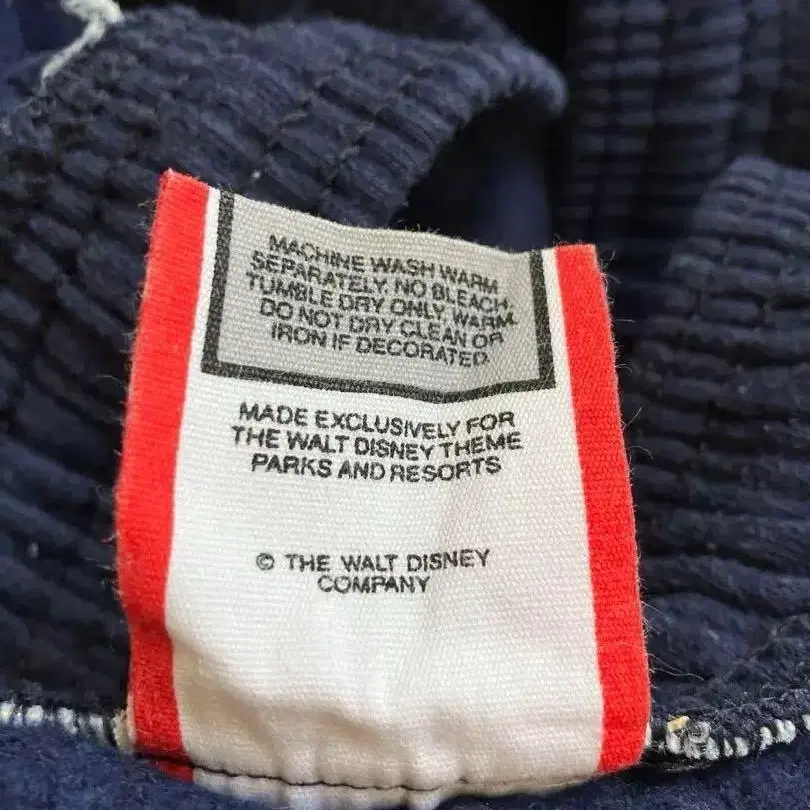 MACHINE WASH WARM
SEPARATELY. NO BLEACH.
TUMBLE DRY ONLY, WARM.
DO NOT DRY CLEAN OR
IRON IF DECORATED.
MADE EXCLUSIVELY FOR
THE WALT DISNEY THEME
PARKS AND RESORTS
© THE WALT DISNEY
COMPANY